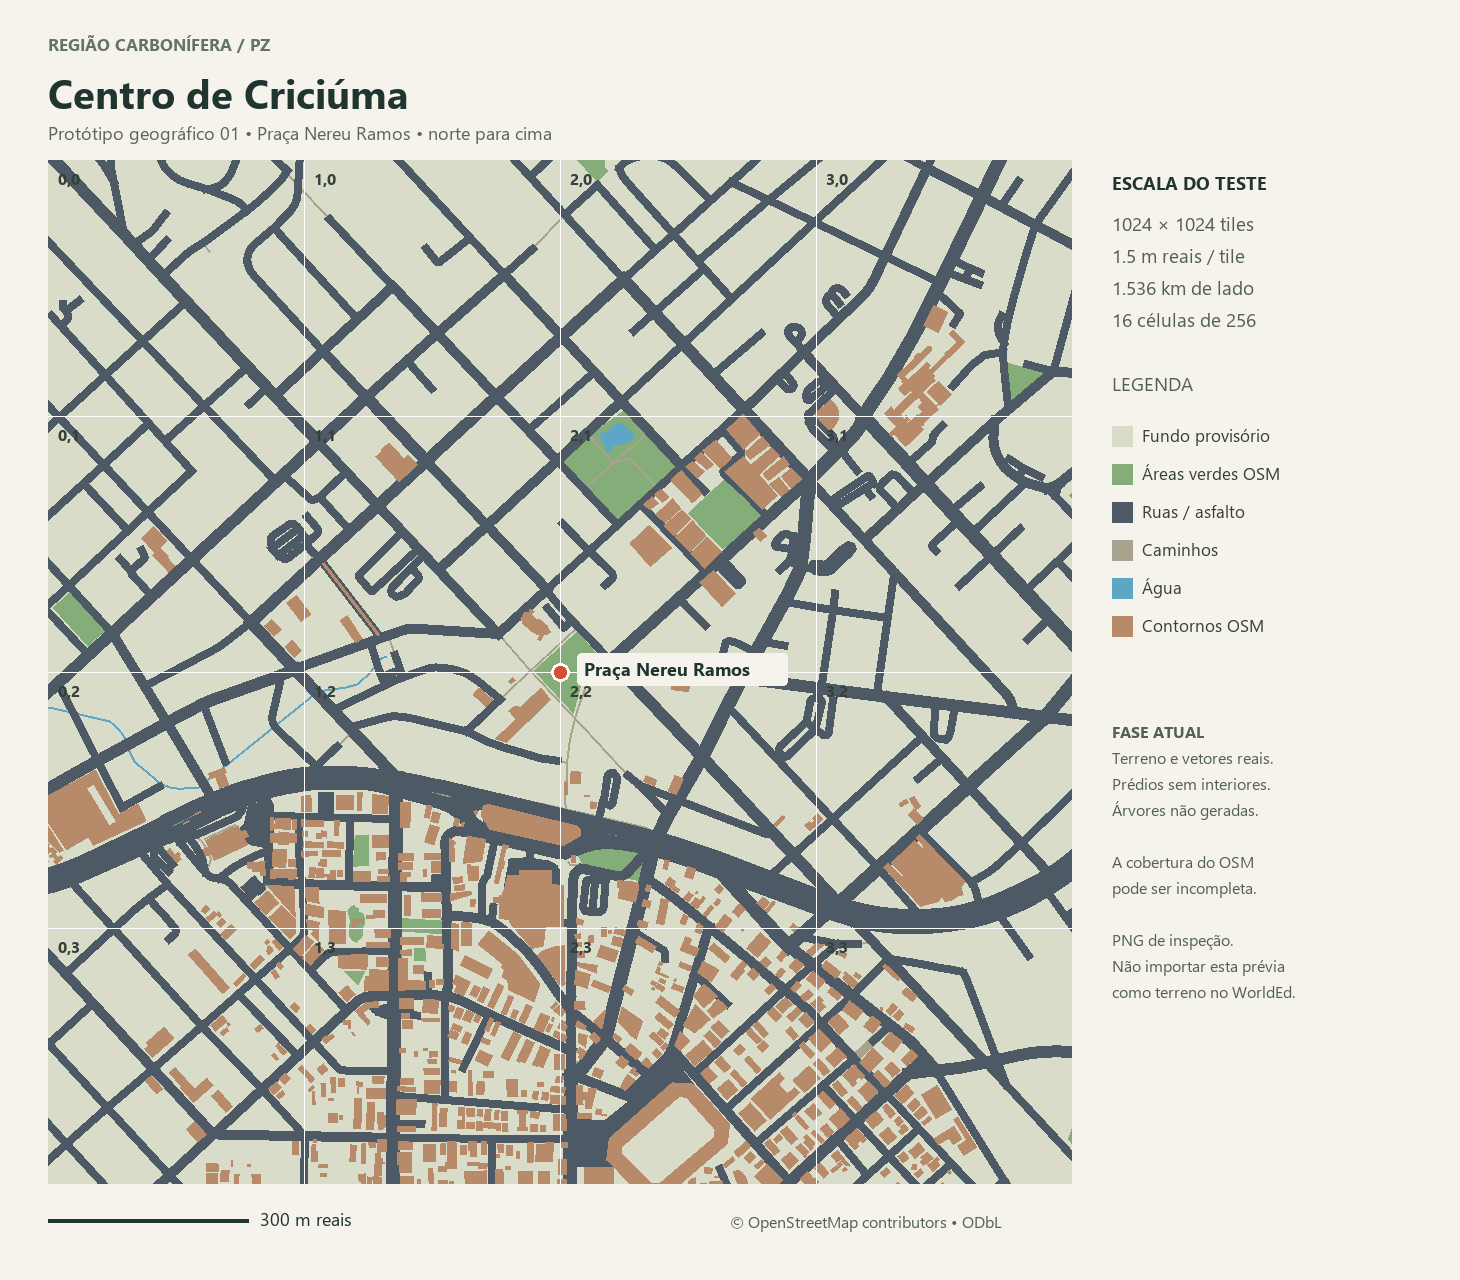 REGIÃO CARBONÍFERA / PZ
Centro de Criciúma
Protótipo geográfico 01 • Praça Nereu Ramos • norte para cima
0,0
1,0
2,0
3,0
0,1
1,1
2,1
3,1
Praça Nereu Ramos
0,2
1,2
2,2
3,2
0,3
1,3
2,3
3,3
300 m reais
© OpenStreetMap contributors • ODbL
ESCALA DO TESTE
1024 × 1024 tiles
1.5 m reais / tile
1.536 km de lado
16 células de 256
LEGENDA
Fundo provisório
Áreas verdes OSM
Ruas / asfalto
Caminhos
Água
Contornos OSM
FASE ATUAL
Terreno e vetores reais.
Prédios sem interiores.
Árvores não geradas.
A cobertura do OSM
pode ser incompleta.
PNG de inspeção.
Não importar esta prévia
como terreno no WorldEd.